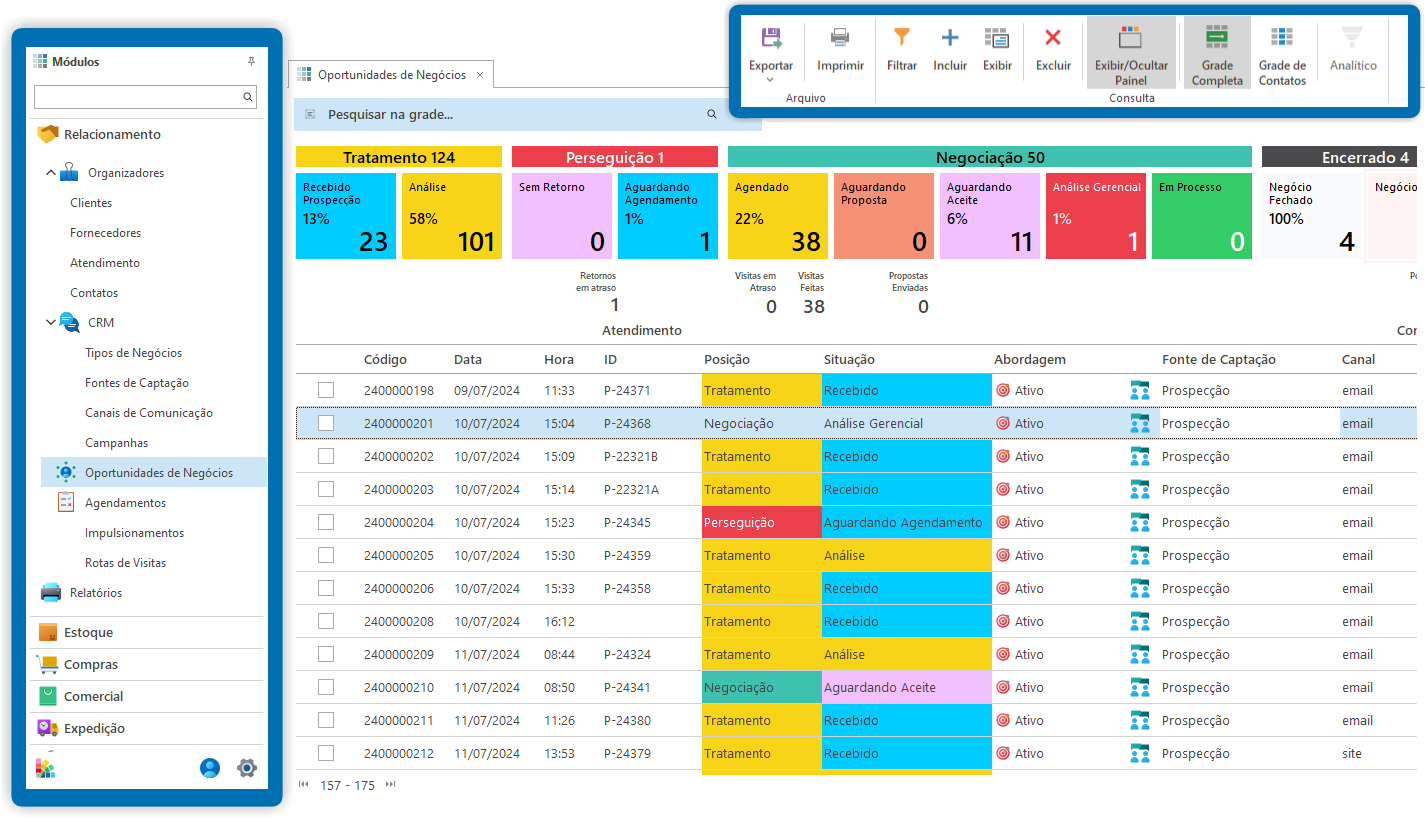 Módulos
Relacionamento
Organizadores
Clientes
Fornecedores
Atendimento
Contatos
CRM
Tipos de Negócios
Fontes de Captação
Canais de Comunicação
Campanhas
Oportunidades de Negócios
Agendamentos
Impulsionamentos
Rotas de Visitas
Relatórios
Estoque
Compras
Comercial
Expedição
Exportar Imprimir Filtrar Incluir Exibir Excluir Exibir/Ocultar Painel Grade Completa Grade de Contatos Analítico
Arquivo Consulta
Oportunidades de Negócios
Pesquisar na grade...
Tratamento 124 Perseguição 1 Negociação 50 Encerrado 4
Recebido Prospecção 13% 23
Análise 58% 101
Sem Retorno 0
Aguardando Agendamento 1% 1
Agendado 22% 38
Aguardando Proposta 0
Aguardando Aceite 6% 11
Análise Gerencial 1% 1
Em Processo 0
Negócio Fechado 100% 4
Negócio
Retornos em atraso 1
Visitas em Atraso 0
Visitas Feitas 38
Propostas Enviadas 0
Atendimento
Código Data Hora ID Posição Situação Abordagem Fonte de Captação Canal
2400000198 09/07/2024 11:33 P-24371 Tratamento Recebido Ativo Prospecção email
2400000201 10/07/2024 15:04 P-24368 Negociação Análise Gerencial Ativo Prospecção email
2400000202 10/07/2024 15:09 P-22321B Tratamento Recebido Ativo Prospecção email
2400000203 10/07/2024 15:14 P-22321A Tratamento Recebido Ativo Prospecção email
2400000204 10/07/2024 15:23 P-24345 Perseguição Aguardando Agendamento Ativo Prospecção email
2400000205 10/07/2024 15:30 P-24359 Tratamento Análise Ativo Prospecção email
2400000206 10/07/2024 15:33 P-24358 Tratamento Recebido Ativo Prospecção email
2400000208 10/07/2024 16:12 Tratamento Recebido Ativo Prospecção email
2400000209 11/07/2024 08:44 P-24324 Tratamento Análise Ativo Prospecção email
2400000210 11/07/2024 08:50 P-24341 Negociação Aguardando Aceite Ativo Prospecção email
2400000211 11/07/2024 11:26 P-24380 Tratamento Recebido Ativo Prospecção email
2400000212 11/07/2024 13:53 P-24379 Tratamento Recebido Ativo Prospecção site
157 - 175